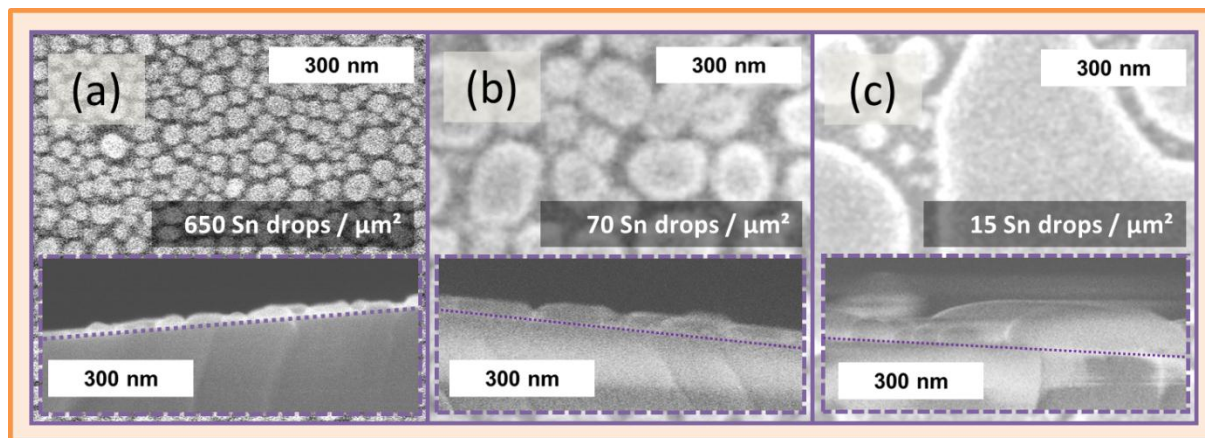 (a)
300 nm
650 Sn drops / µm²
300 nm
(b)
300 nm
70 Sn drops / µm²
300 nm
(c)
300 nm
15 Sn drops / µm²
300 nm